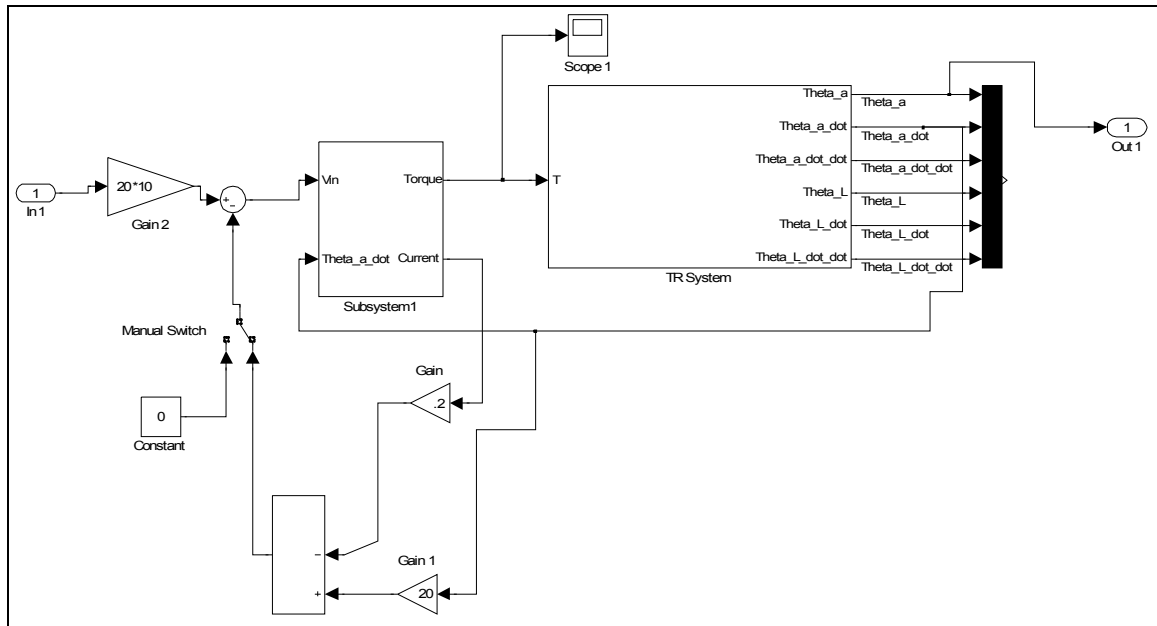 Scope 1
Theta_a
Theta_a
Theta_a_dot
Theta_a_dot
1
Out 1
20*10
Gain 2
1
In 1
+
-
Vin
Torque
T
Theta_a_dot_dot
Theta_a_dot_dot
Theta_L
Theta_L
Theta_L_dot
Theta_L_dot
Theta_a_dot
Current
Theta_L_dot_dot
Theta_L_dot_dot
TR System
Subsystem1
Manual Switch
Gain
.2
0
Constant
-
Gain 1
+
20